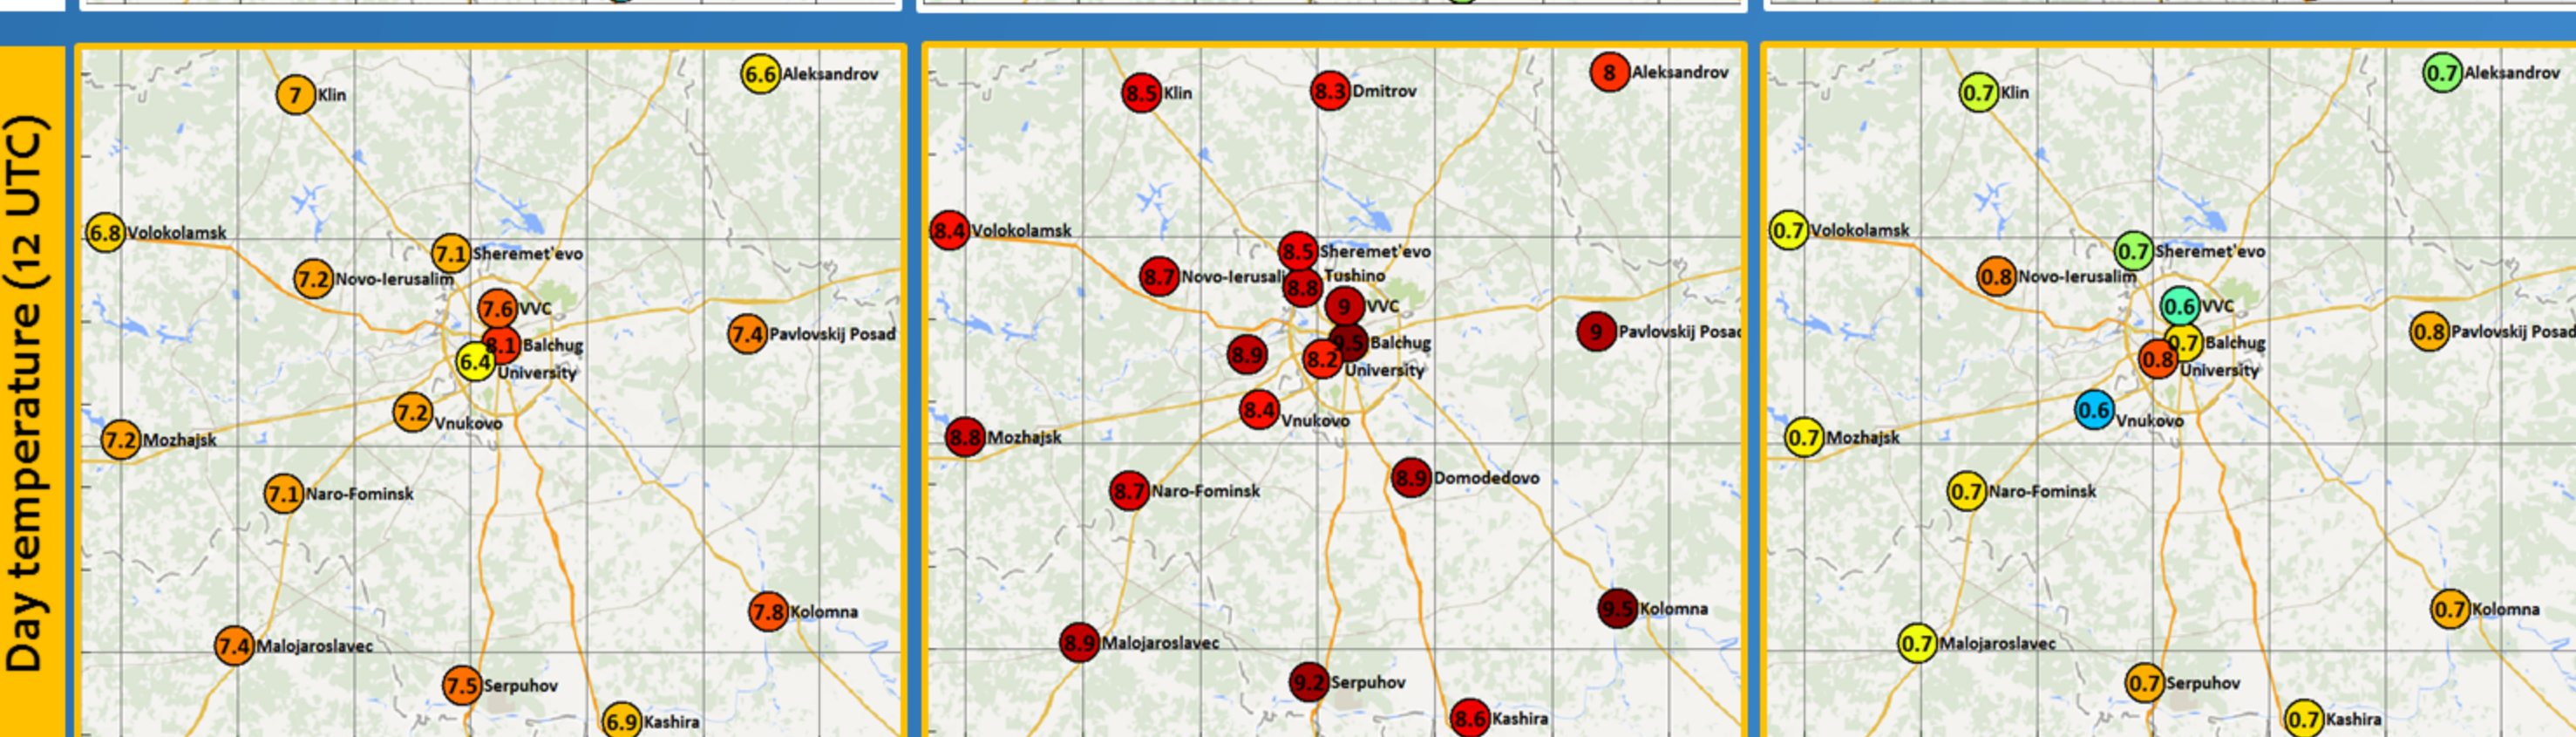 Day temperature (12 UTC)
6.6 Aleksandrov
7 Klin
6.8 Volokolamsk
7.1 Sheremet'evo
7.2 Novo-Ierusalim
7.6 VVC
7.4 Pavlovskij Posad
8.1 Balchug
6.4 University
7.2 Vnukovo
7.2 Mozhajsk
7.1 Naro-Fominsk
7.8 Kolomna
7.4 Malojaroslavec
7.5 Serpuhov
6.9 Kashira
8 Aleksandrov
8.5 Klin
8.3 Dmitrov
8.4 Volokolamsk
8.5 Sheremet'evo
8.7 Novo-Ierusali
Tushino
8.8
9 VVC
9 Pavlovskij Posad
9.5 Balchug
8.9
8.2 University
8.4 Vnukovo
8.8 Mozhajsk
8.9 Domodedovo
8.7 Naro-Fominsk
9.5 Kolomna
8.9 Malojaroslavec
9.2 Serpuhov
8.6 Kashira
0.7 Aleksandrov
0.7 Klin
0.7 Volokolamsk
0.7 Sheremet'evo
0.8 Novo-Ierusalim
0.6 VVC
0.8 Pavlovskij Posad
0.7 Balchug
0.8 University
0.6 Vnukovo
0.7 Mozhajsk
0.7 Naro-Fominsk
0.7 Kolomna
0.7 Malojaroslavec
0.7 Serpuhov
0.7 Kashira